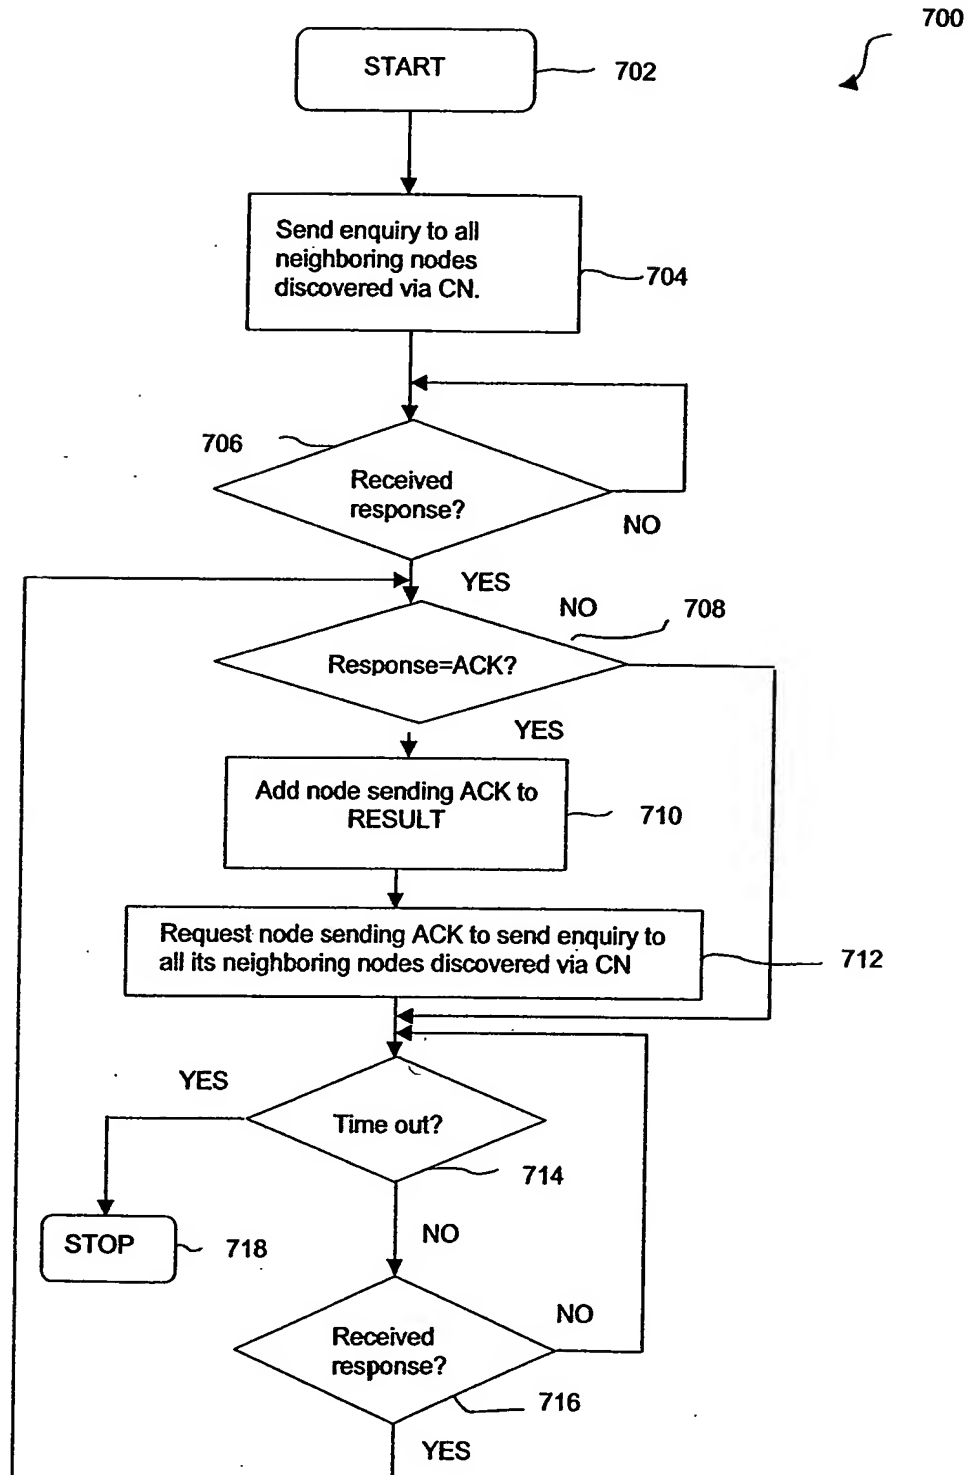 700
START
702
Send enquiry to all
neighboring nodes
discovered via CN.
704
706
Received
response?
NO
YES
NO
708
Response=ACK?
YES
Add node sending ACK to
RESULT
710
Request node sending ACK to send enquiry to
all its neighboring nodes discovered via CN
712
YES
Time out?
714
NO
STOP
718
NO
Received
response?
716
YES